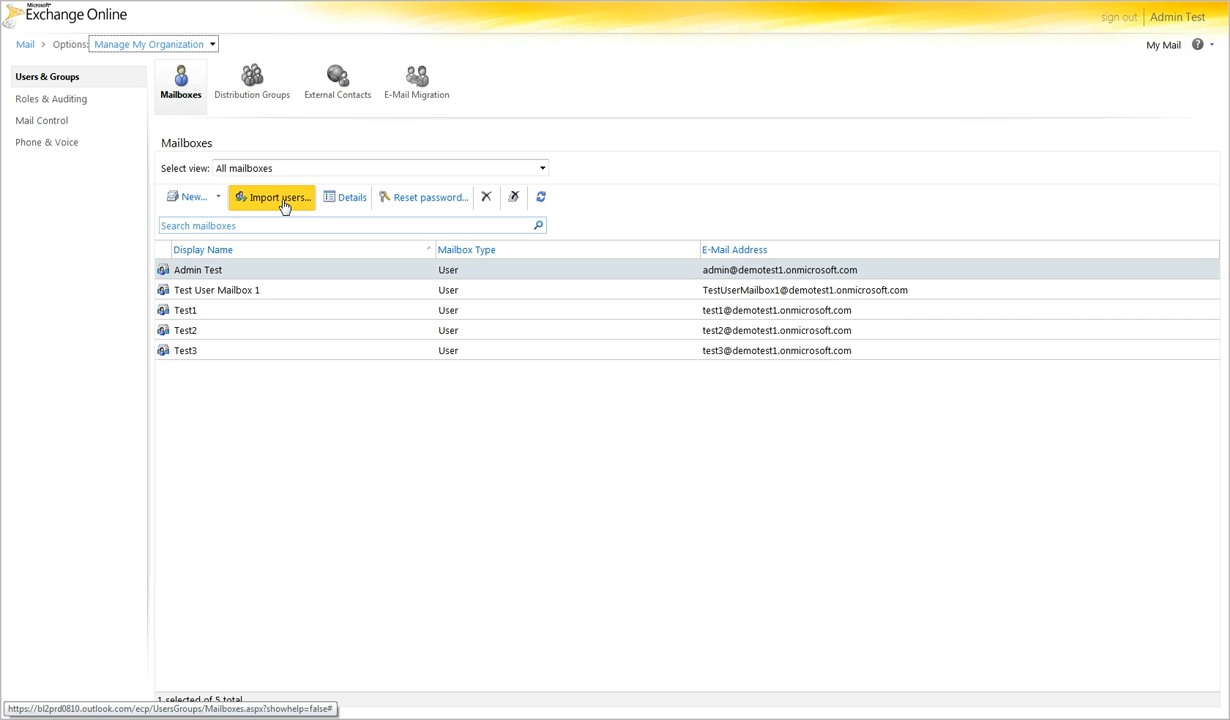 Microsoft®
Exchange Online
sign out | Admin Test
Mail > Options: Manage My Organization
My Mail
Users & Groups
Roles & Auditing
Mail Control
Phone & Voice
Mailboxes
Distribution Groups
External Contacts
E-Mail Migration
Mailboxes
Select view: All mailboxes
New... Import users... Details Reset password...
Search mailboxes
Display Name Mailbox Type E-Mail Address
Admin Test User admin@demotest1.onmicrosoft.com
Test User Mailbox 1 User TestUserMailbox1@demotest1.onmicrosoft.com
Test1 User test1@demotest1.onmicrosoft.com
Test2 User test2@demotest1.onmicrosoft.com
Test3 User test3@demotest1.onmicrosoft.com
1 selected of 5 total
https://bl2prd0810.outlook.com/ecp/UsersGroups/Mailboxes.aspx?showhelp=false#